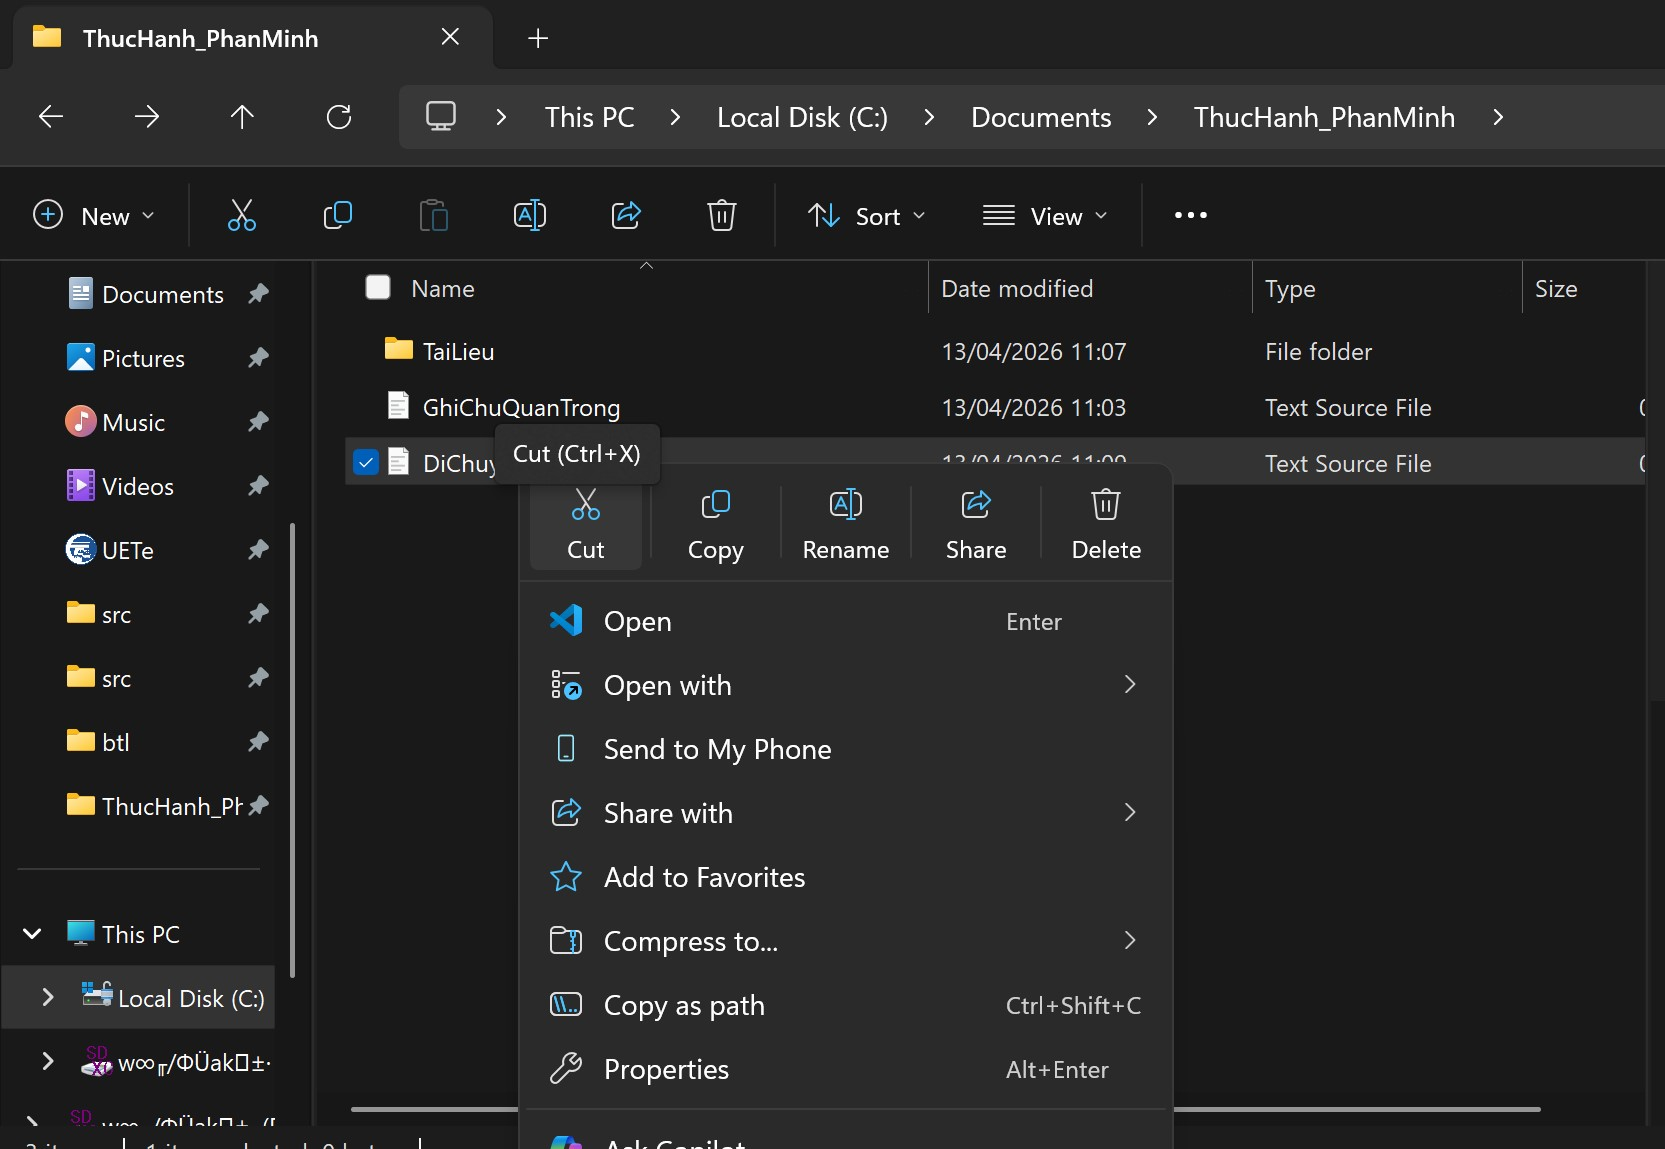 ThucHanh_PhanMinh
This PC
Local Disk (C:)
Documents
ThucHanh_PhanMinh
New
Sort
View
Name
Date modified
Type
Size
TaiLieu
13/04/2026 11:07
File folder
GhiChuQuanTrong
13/04/2026 11:03
Text Source File
Text Source File
Cut (Ctrl+X)
Cut
Copy
Rename
Share
Delete
Open
Enter
Open with
Send to My Phone
Share with
Add to Favorites
Compress to...
Copy as path
Ctrl+Shift+C
Properties
Alt+Enter
Ask Copilot
Documents
Pictures
Music
Videos
UETe
src
src
btl
ThucHanh_Ph
This PC
Local Disk (C:)